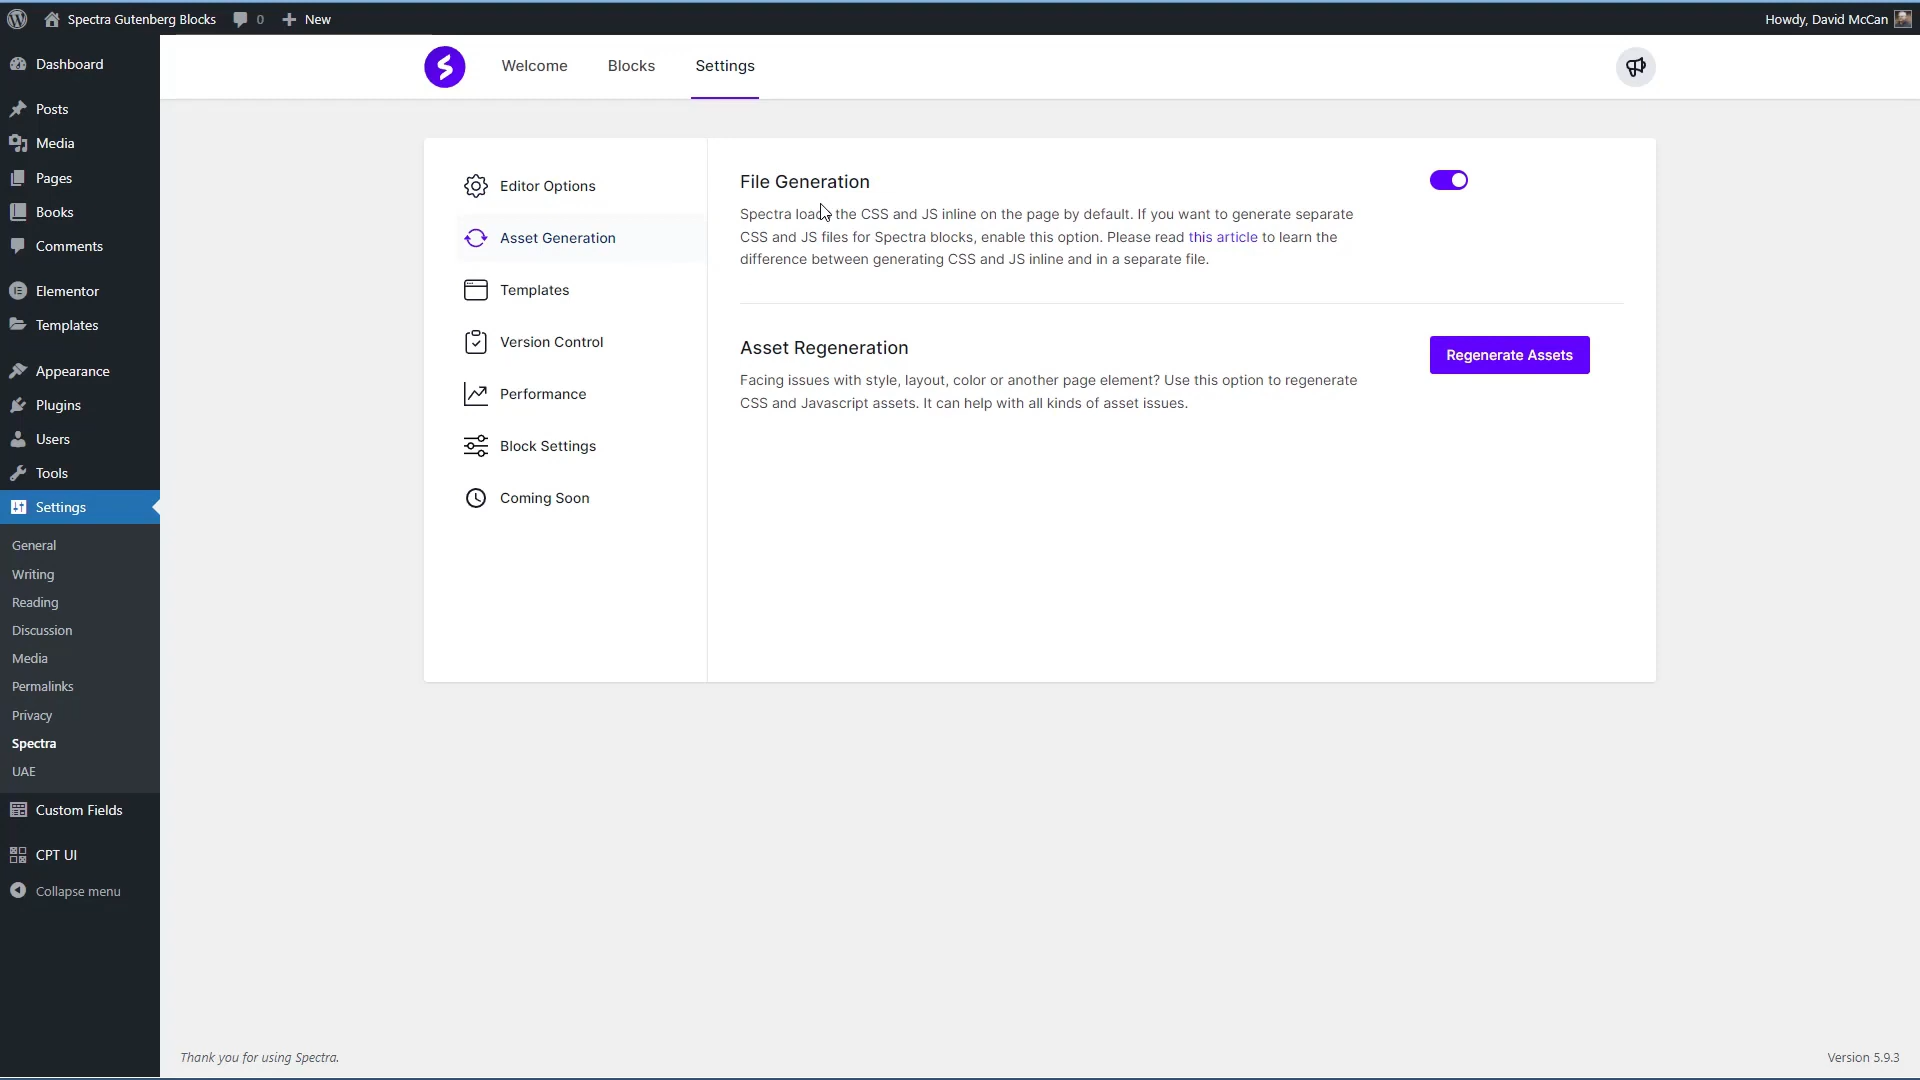 Spectra Gutenberg Blocks
0
New
Howdy, David McCan
Dashboard
Posts
Media
Pages
Books
Comments
Elementor
Templates
Appearance
Plugins
Users
Tools
Settings
General
Writing
Reading
Discussion
Media
Permalinks
Privacy
Spectra
UAE
Custom Fields
CPT UI
Collapse menu
Welcome
Blocks
Settings
Editor Options
Asset Generation
Templates
Version Control
Performance
Block Settings
Coming Soon
File Generation
Spectra loads the CSS and JS inline on the page by default. If you want to generate separate
CSS and JS files for Spectra blocks, enable this option. Please read this article to learn the
difference between generating CSS and JS inline and in a separate file.
Asset Regeneration
Regenerate Assets
Facing issues with style, layout, color or another page element? Use this option to regenerate
CSS and Javascript assets. It can help with all kinds of asset issues.
Thank you for using Spectra.
Version 5.9.3